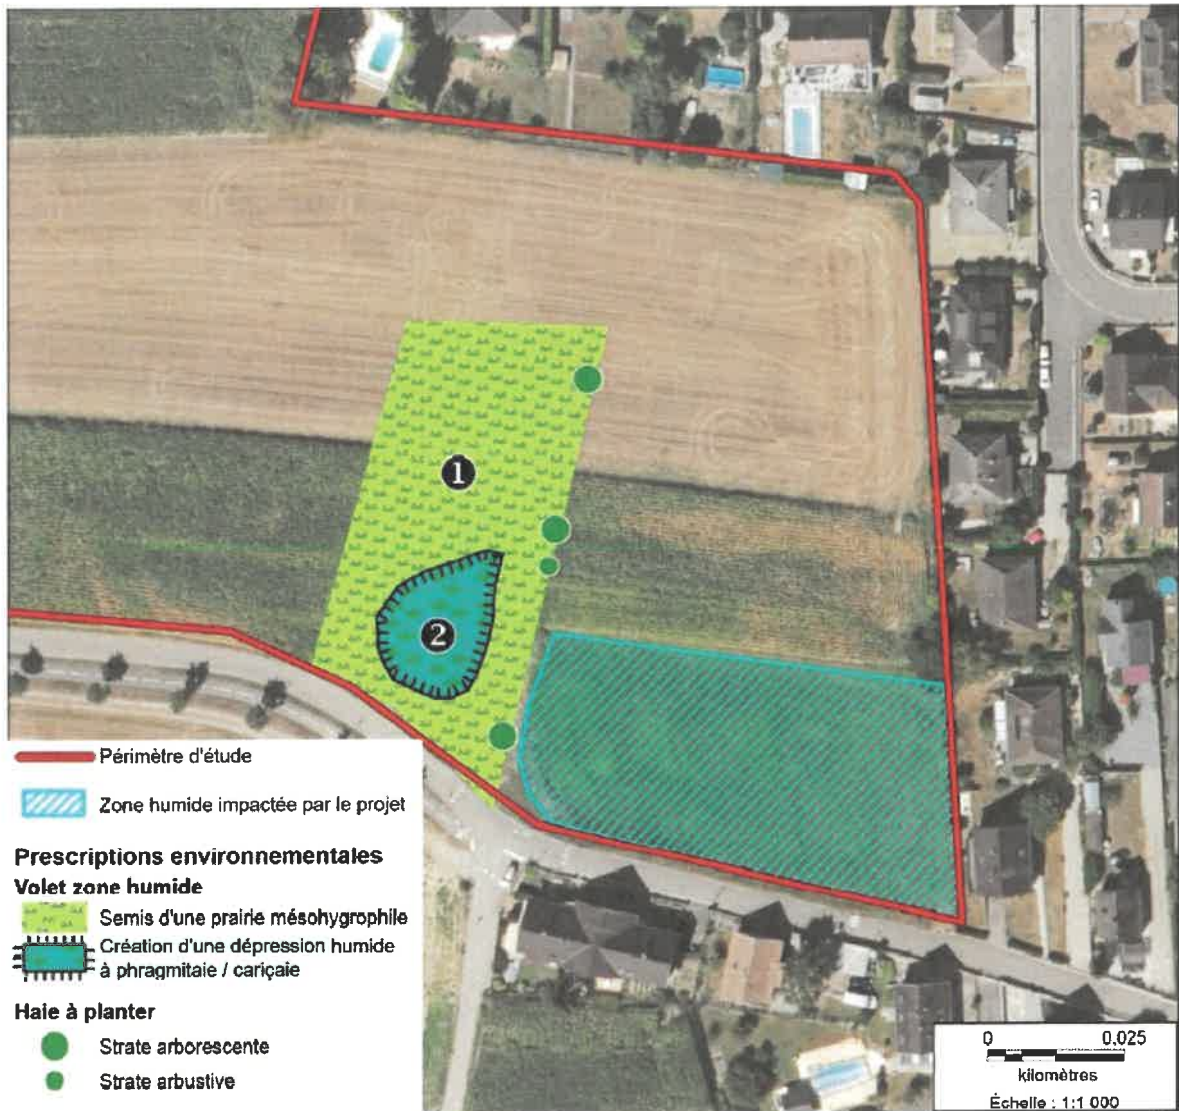 1
2
Périmètre d'étude
Zone humide impactée par le projet
Prescriptions environnementales
Volet zone humide
Semis d'une prairie mésohygrophile
Création d'une dépression humide
à phragmitaie / cariçaie
Haie à planter
Strate arborescente
Strate arbustive
0 0,025
kilomètres
Échelle : 1:1 000